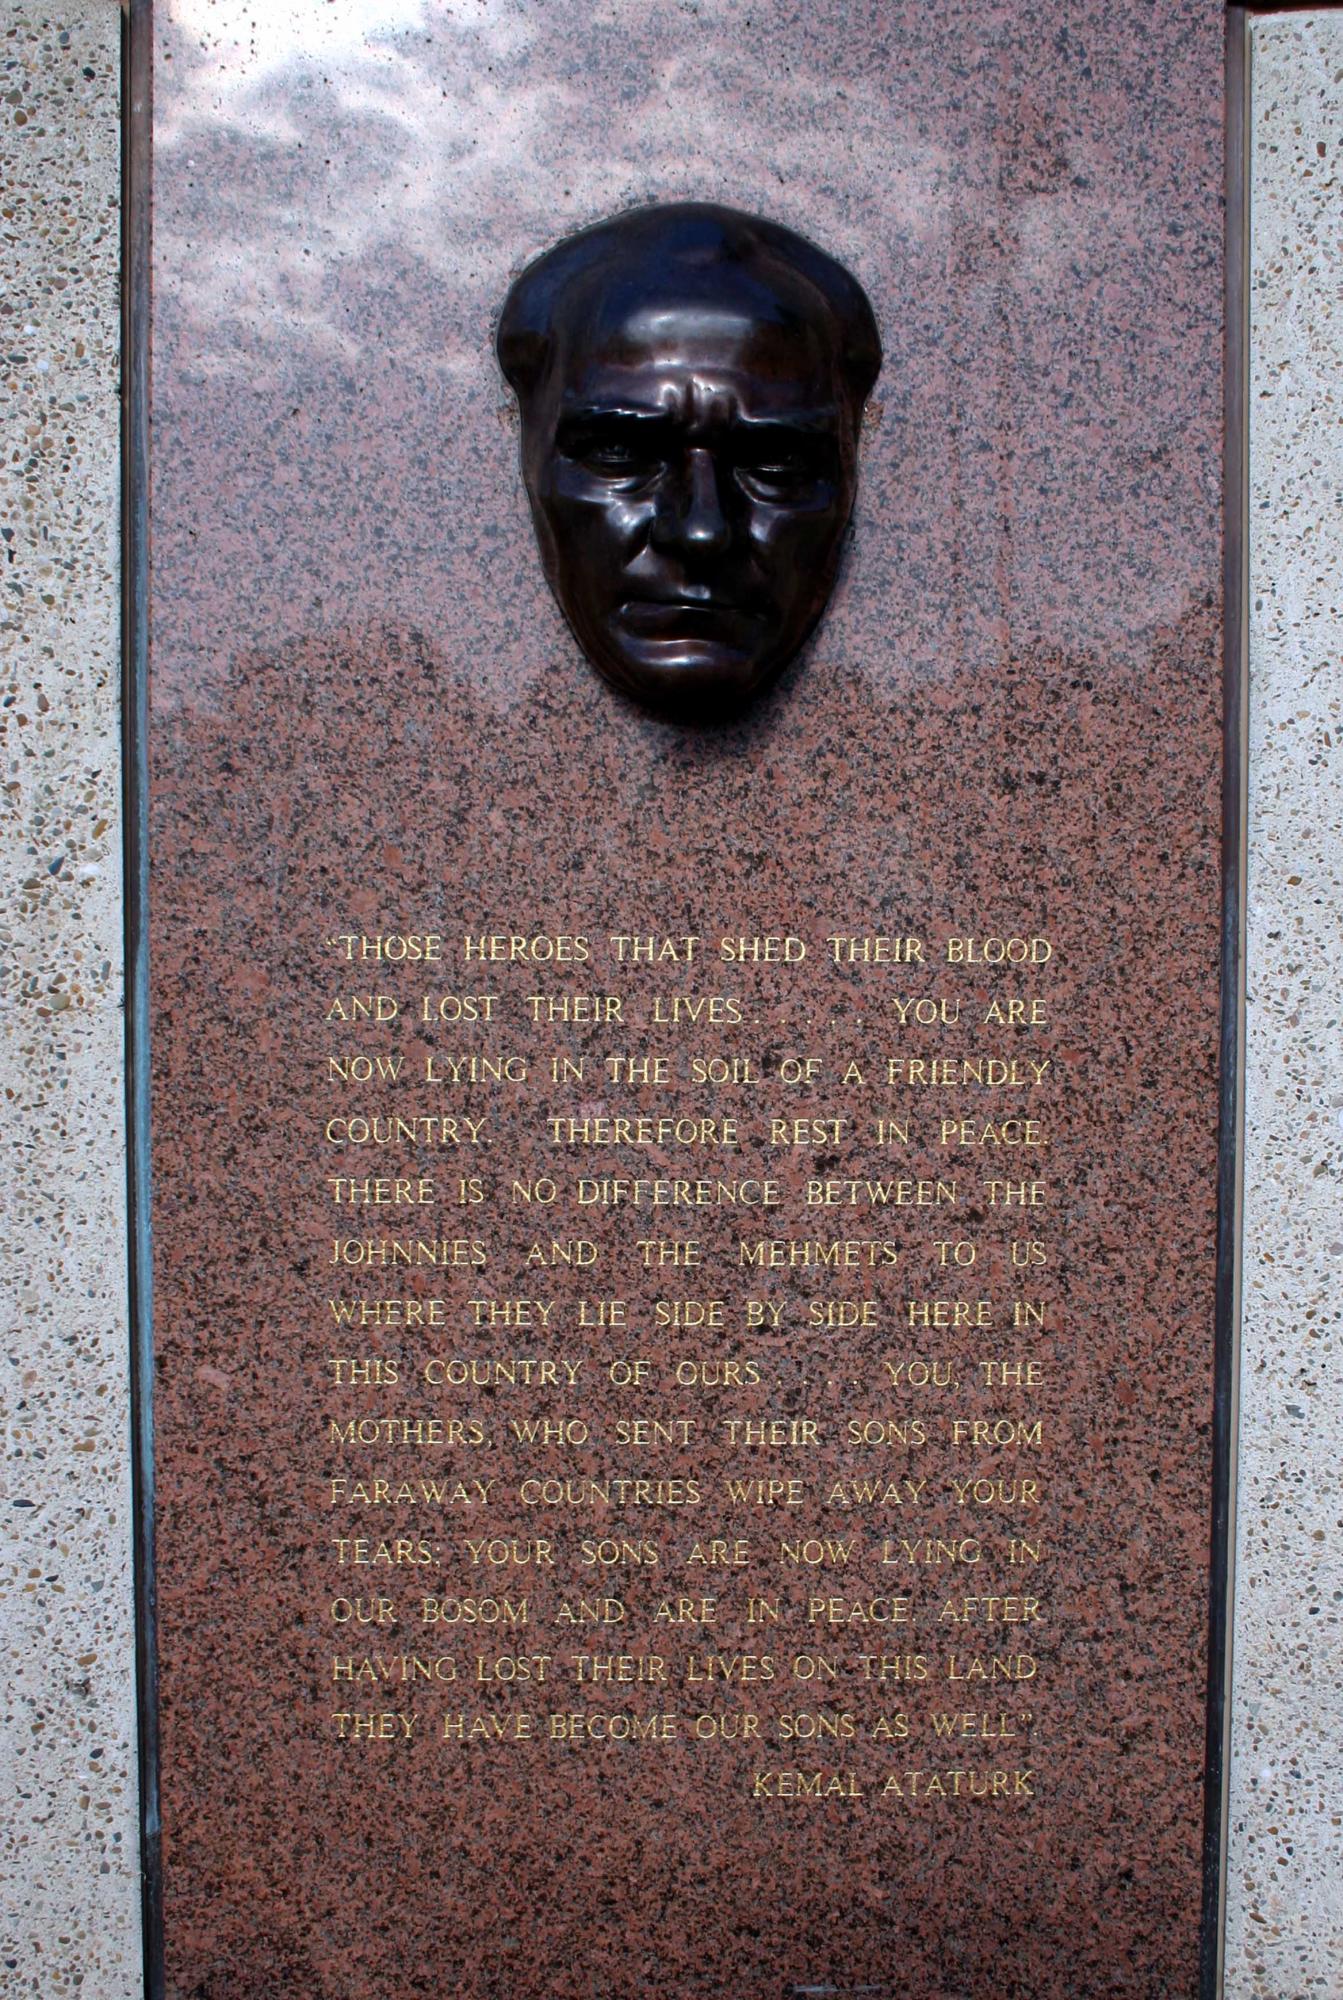 “THOSE HEROES THAT SHED THEIR BLOOD
AND LOST THEIR LIVES..... YOU ARE
NOW LYING IN THE SOIL OF A FRIENDLY
COUNTRY. THEREFORE REST IN PEACE.
THERE IS NO DIFFERENCE BETWEEN THE
JOHNNIES AND THE MEHMETS TO US
WHERE THEY LIE SIDE BY SIDE HERE IN
THIS COUNTRY OF OURS.... YOU, THE
MOTHERS, WHO SENT THEIR SONS FROM
FARAWAY COUNTRIES WIPE AWAY YOUR
TEARS; YOUR SONS ARE NOW LYING IN
OUR BOSOM AND ARE IN PEACE. AFTER
HAVING LOST THEIR LIVES ON THIS LAND
THEY HAVE BECOME OUR SONS AS WELL”.
KEMAL ATATURK